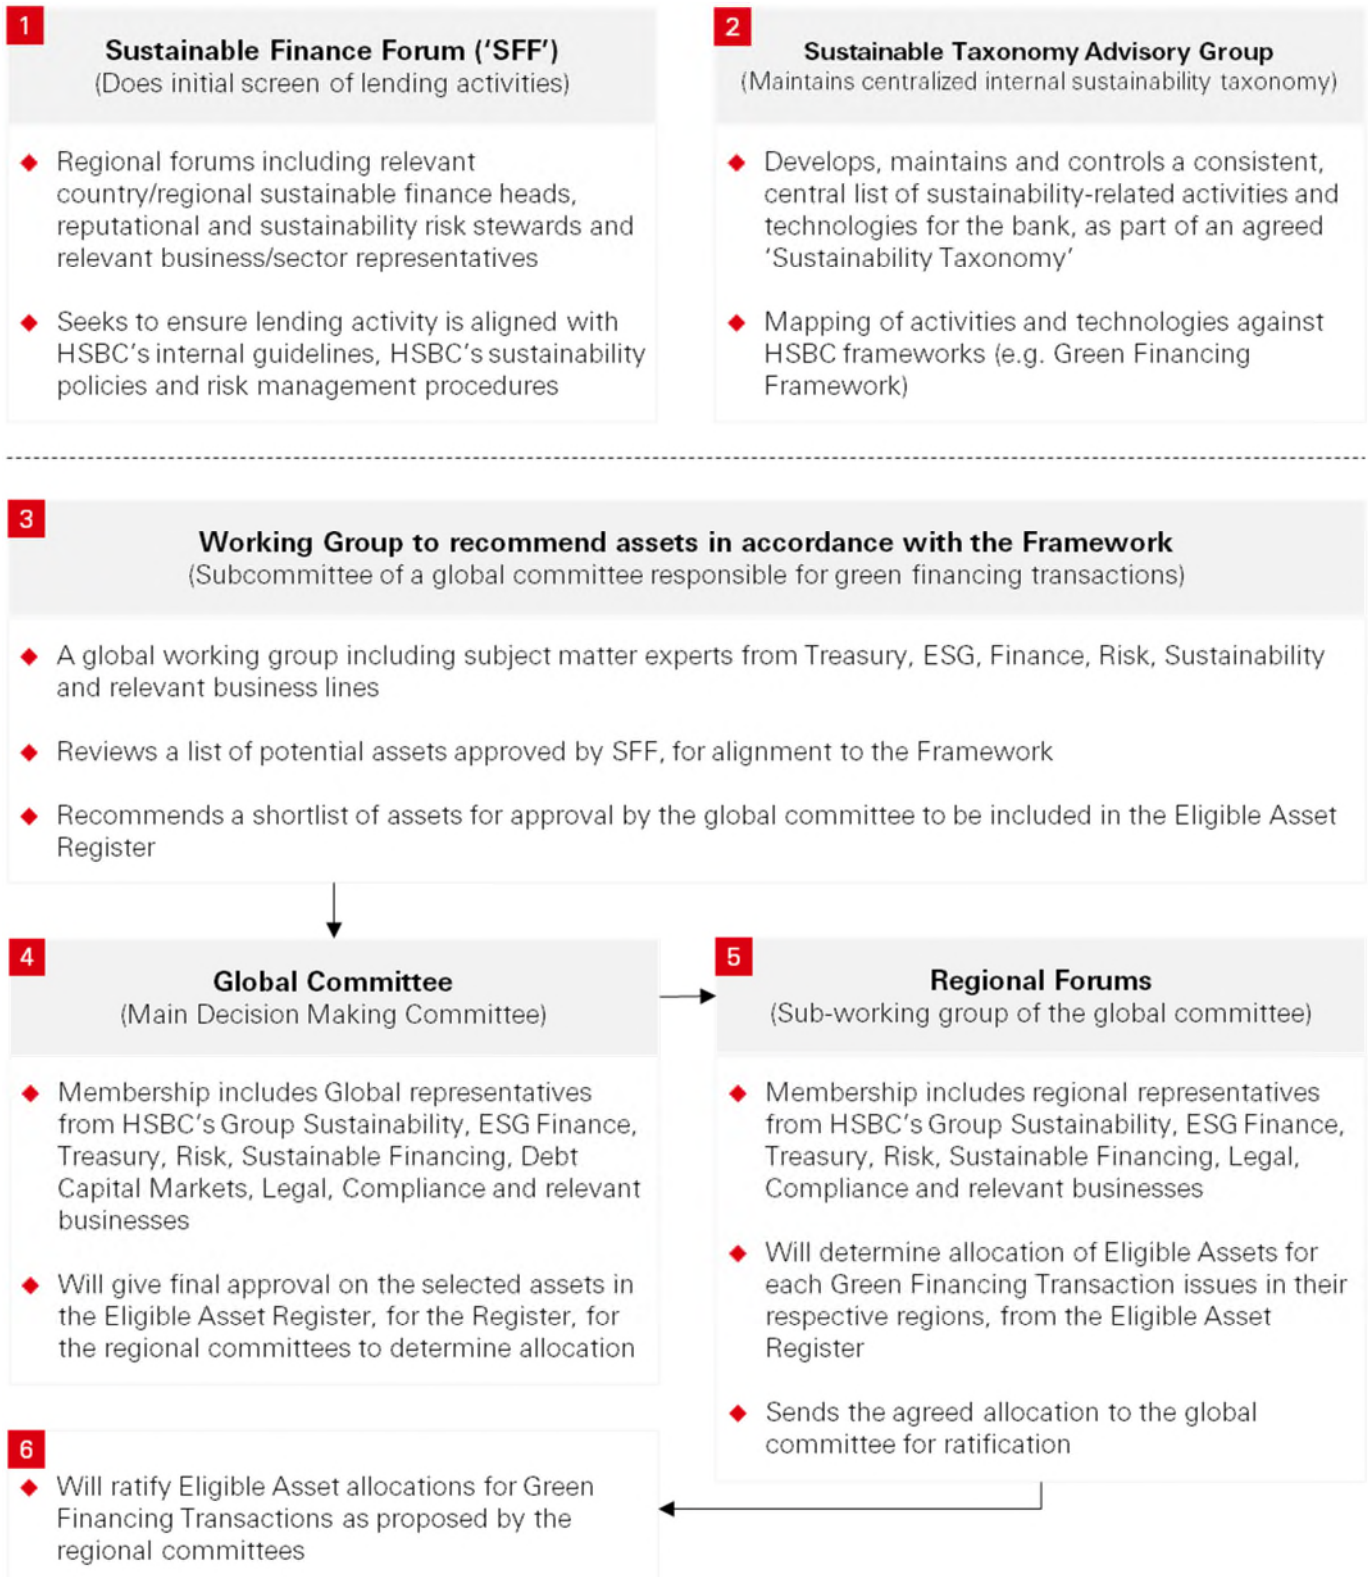 1
Sustainable Finance Forum (‘SFF’)
(Does initial screen of lending activities)
Regional forums including relevant
country/regional sustainable finance heads,
reputational and sustainability risk stewards and
relevant business/sector representatives
Seeks to ensure lending activity is aligned with
HSBC’s internal guidelines, HSBC’s sustainability
policies and risk management procedures
2
Sustainable Taxonomy Advisory Group
(Maintains centralized internal sustainability taxonomy)
Develops, maintains and controls a consistent,
central list of sustainability-related activities and
technologies for the bank, as part of an agreed
‘Sustainability Taxonomy’
Mapping of activities and technologies against
HSBC frameworks (e.g. Green Financing
Framework)
3
Working Group to recommend assets in accordance with the Framework
(Subcommittee of a global committee responsible for green financing transactions)
A global working group including subject matter experts from Treasury, ESG, Finance, Risk, Sustainability
and relevant business lines
Reviews a list of potential assets approved by SFF, for alignment to the Framework
Recommends a shortlist of assets for approval by the global committee to be included in the Eligible Asset
Register
4
Global Committee
(Main Decision Making Committee)
Membership includes Global representatives
from HSBC’s Group Sustainability, ESG Finance,
Treasury, Risk, Sustainable Financing, Debt
Capital Markets, Legal, Compliance and relevant
businesses
Will give final approval on the selected assets in
the Eligible Asset Register, for the Register, for
the regional committees to determine allocation
5
Regional Forums
(Sub-working group of the global committee)
Membership includes regional representatives
from HSBC’s Group Sustainability, ESG Finance,
Treasury, Risk, Sustainable Financing, Legal,
Compliance and relevant businesses
Will determine allocation of Eligible Assets for
each Green Financing Transaction issues in their
respective regions, from the Eligible Asset
Register
Sends the agreed allocation to the global
committee for ratification
6
Will ratify Eligible Asset allocations for Green
Financing Transactions as proposed by the
regional committees